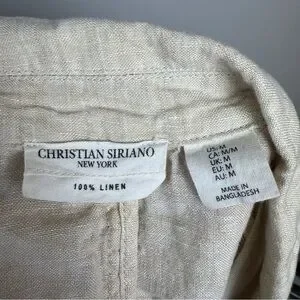 CHRISTIAN SIRIANO
NEW YORK
100% LINEN
US: M
CA: M/M
UK: M
EU: M
AU: M
MADE IN
BANGLADESH